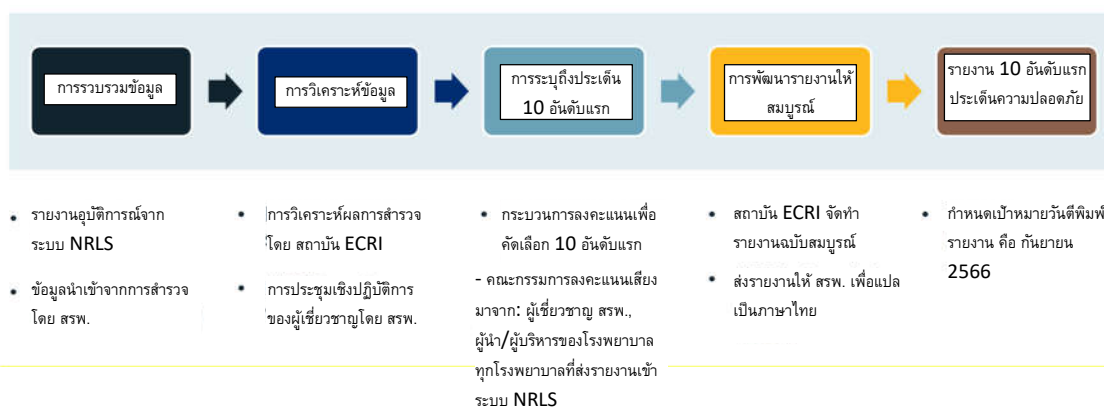 การรวบรวมข้อมูล
การวิเคราะห์ข้อมูล
การระบุถึงประเด็น
10 อันดับแรก
การพัฒนารายงานให้
สมบูรณ์
รายงาน 10 อันดับแรก
ประเด็นความปลอดภัย
• รายงานอุบัติการณ์จาก
ระบบ NRLS
• ข้อมูลนำเข้าจากการสำรวจ
โดย สรพ.
• การวิเคราะห์ผลการสำรวจ
โดย สถาบัน ECRI
• การประชุมเชิงปฏิบัติการ
ของผู้เชี่ยวชาญโดย สรพ.
• กระบวนการลงคะแนนเพื่อ
คัดเลือก 10 อันดับแรก
- คณะกรรมการลงคะแนนเสียง
มาจาก: ผู้เชี่ยวชาญ สรพ.,
ผู้นำ/ผู้บริหารของโรงพยาบาล
ทุกโรงพยาบาลที่ส่งรายงานเข้า
ระบบ NRLS
• สถาบัน ECRI จัดทำ
รายงานฉบับสมบูรณ์
• ส่งรายงานให้ สรพ. เพื่อแปล
เป็นภาษาไทย
• กำหนดเป้าหมายวันตีพิมพ์
รายงาน คือ กันยายน
2566